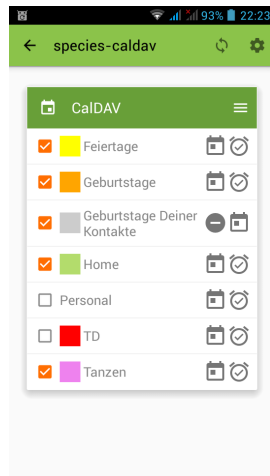 93% 22:23
species-caldav
CalDAV
Feiertage
Geburtstage
Geburtstage Deiner
Kontakte
Home
Personal
TD
Tanzen